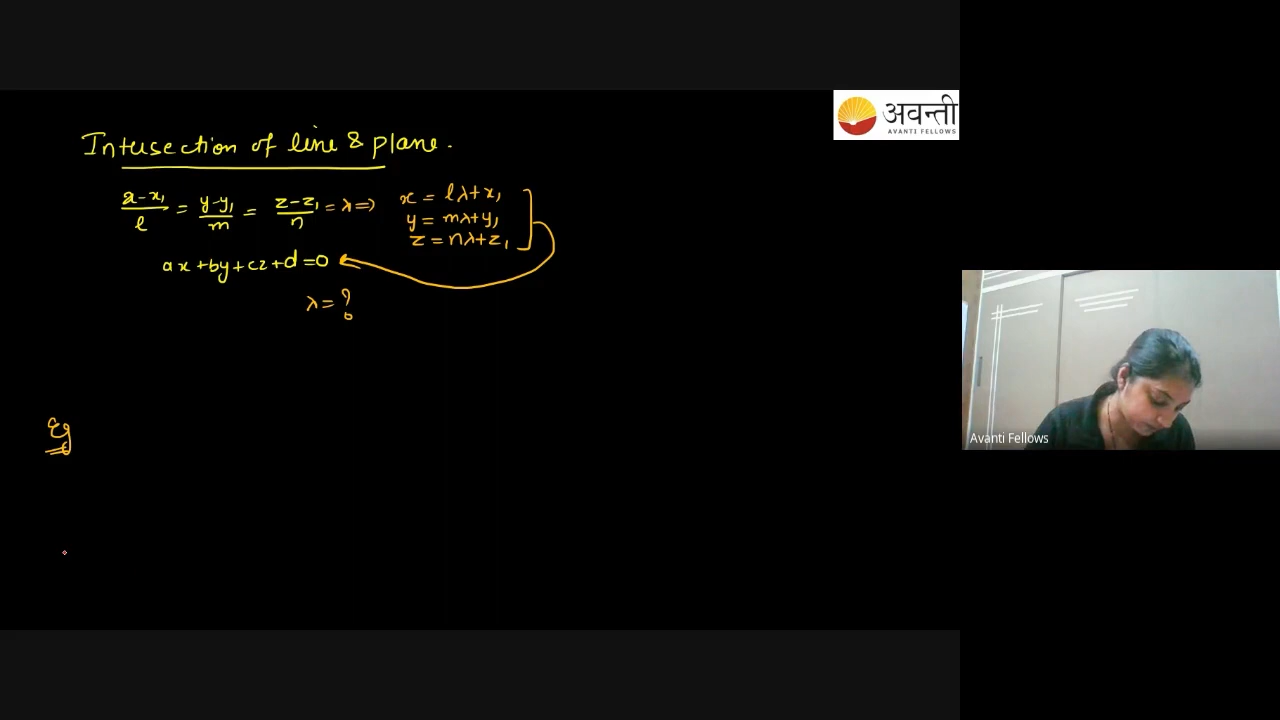 अवन्ती
AVANTI FELLOWS
Intersection of line & plane.
x-x₁/l = y-y₁/m = z-z₁/n = λ ⇒ x = lλ+x₁
y = mλ+y₁
z = nλ+z₁
ax+by+cz+d=0
λ = ?
Eg
Avanti Fellows